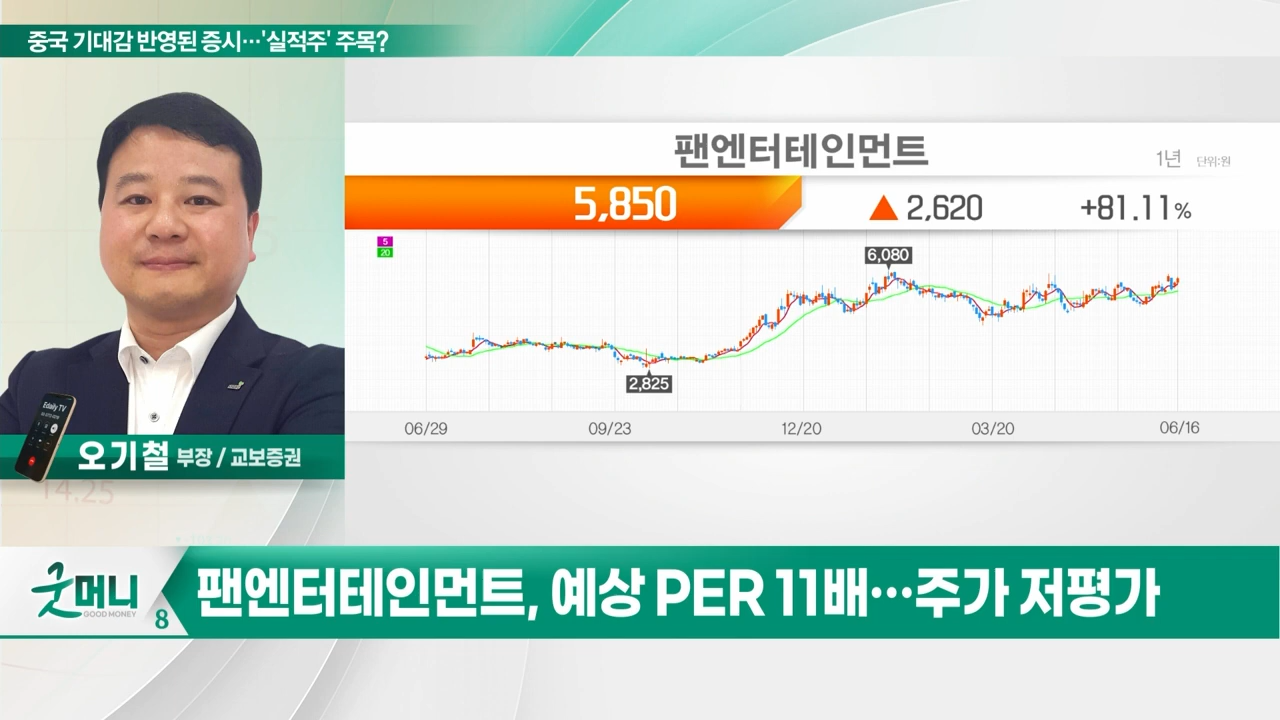 중국 기대감 반영된 증시…'실적주' 주목?
팬엔터테인먼트
1년 단위:원
5,850 ▲ 2,620 +81.11%
5
20
6,080
2,825
06/29 09/23 12/20 03/20 06/16
Edaily TV
오기철 부장 / 교보증권
14.25
굿머니
GOOD MONEY
8
팬엔터테인먼트, 예상 PER 11배…주가 저평가